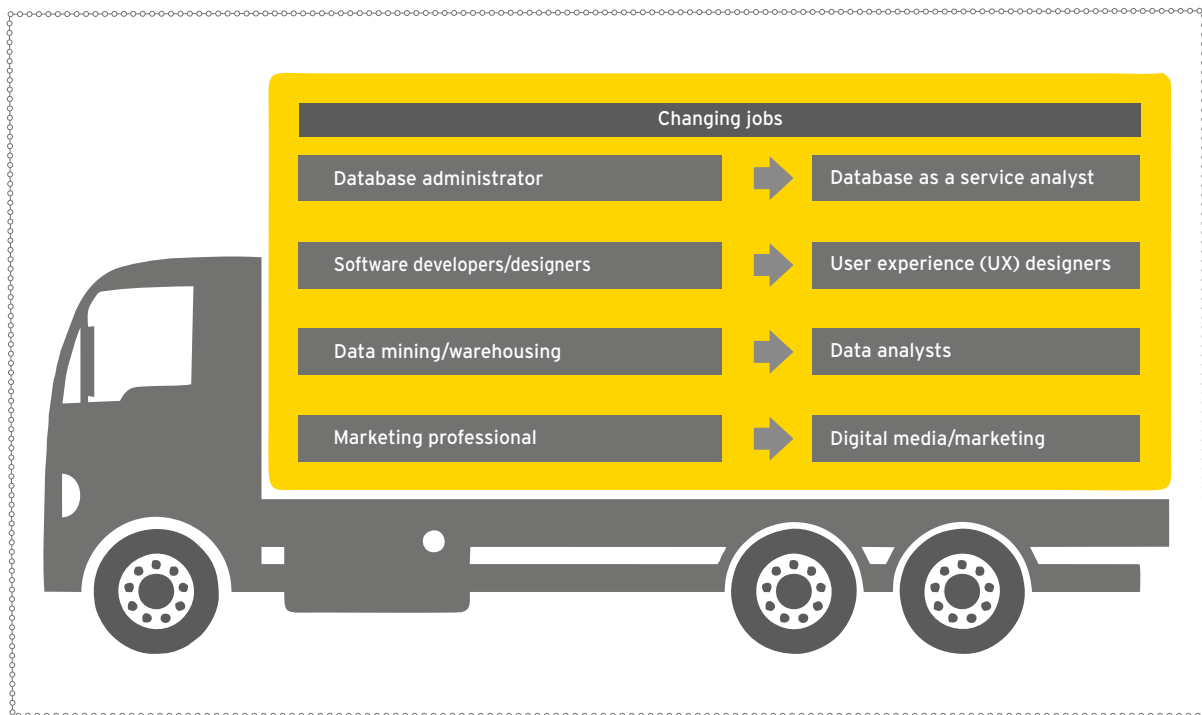 Changing jobs
Database administrator
Database as a service analyst
Software developers/designers
User experience (UX) designers
Data mining/warehousing
Data analysts
Marketing professional
Digital media/marketing